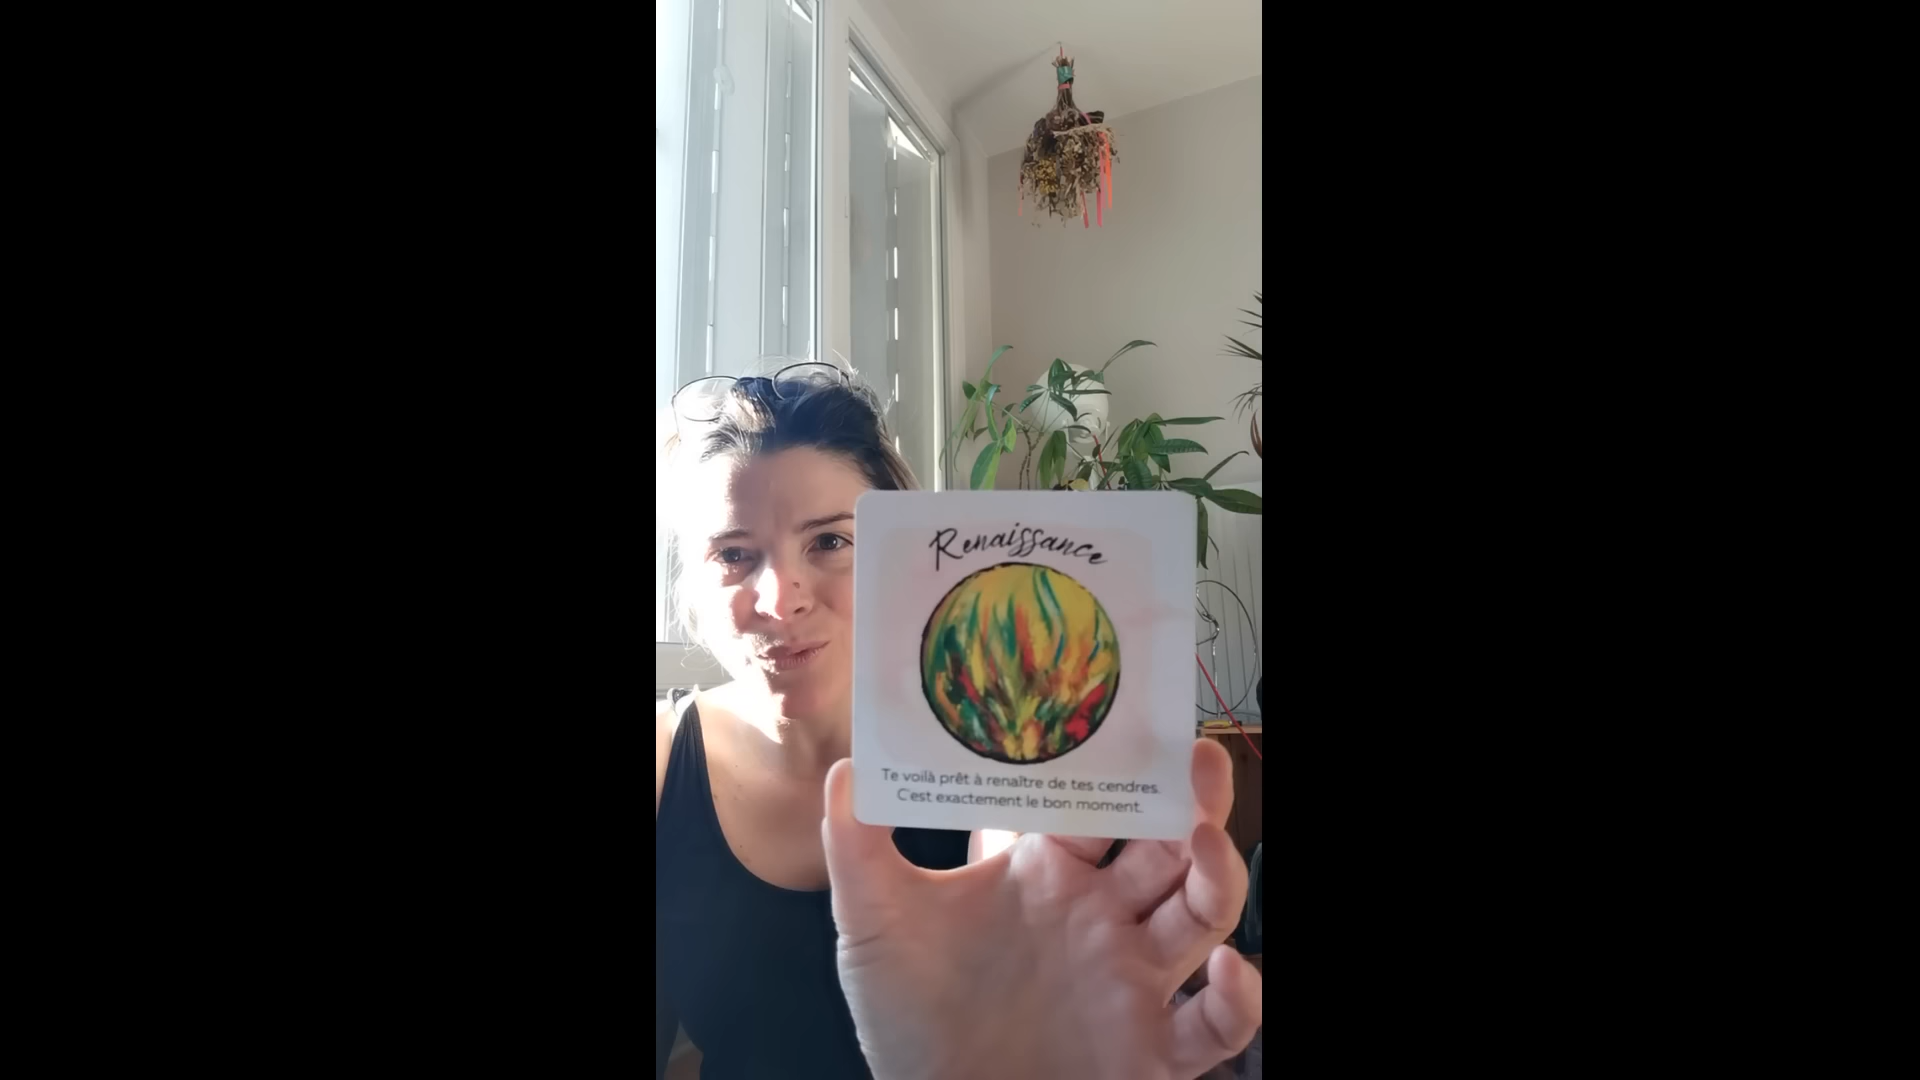 Renaissance
Te voilà prêt à renaître de tes cendres.
C'est exactement le bon moment.